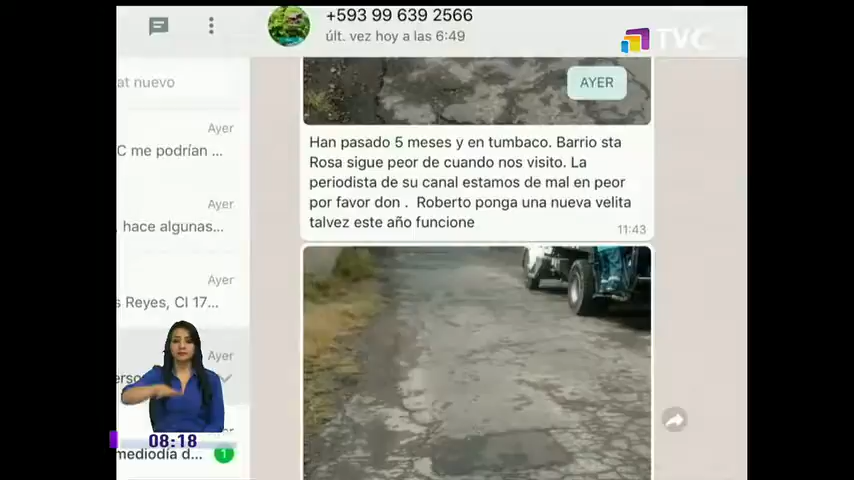 +593 99 639 2566
últ. vez hoy a las 6:49
TVC
at nuevo
AYER
Ayer
C me podrían ...
Han pasado 5 meses y en tumbaco. Barrio sta
Rosa sigue peor de cuando nos visito. La
periodista de su canal estamos de mal en peor
por favor don . Roberto ponga una nueva velita
talvez este año funcione
11:43
Ayer
hace algunas...
Ayer
s Reyes, CI 17...
Ayer
08:18
mediodía d...
1